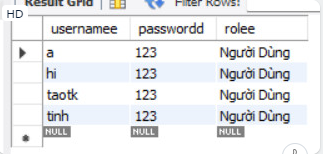 Result Grid Filter Rows:
HD
usernamee passwordd rolee
a 123 Người Dùng
hi 123 Người Dùng
taotk 123 Người Dùng
tinh 123 Người Dùng
NULL NULL NULL